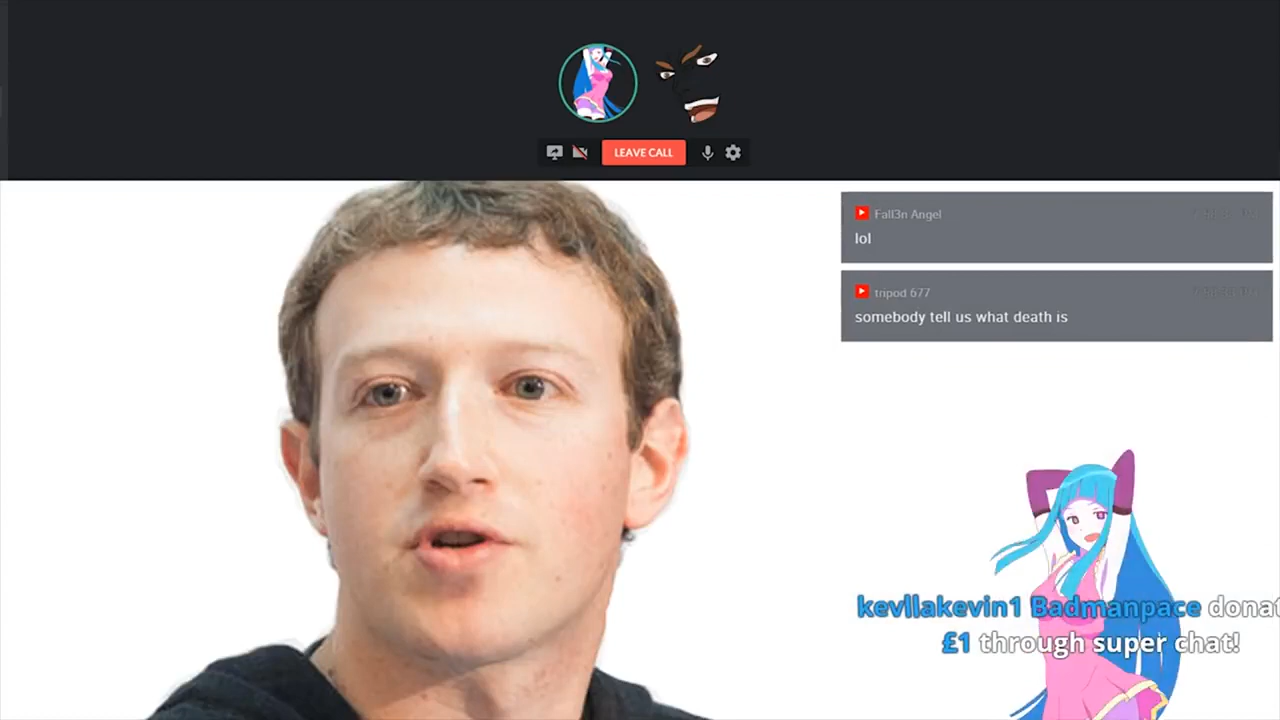 LEAVE CALL
Fall3n Angel
lol
tripod 677
somebody tell us what death is
kevllakevin1 Badmanpace donat
£1 through super chat!